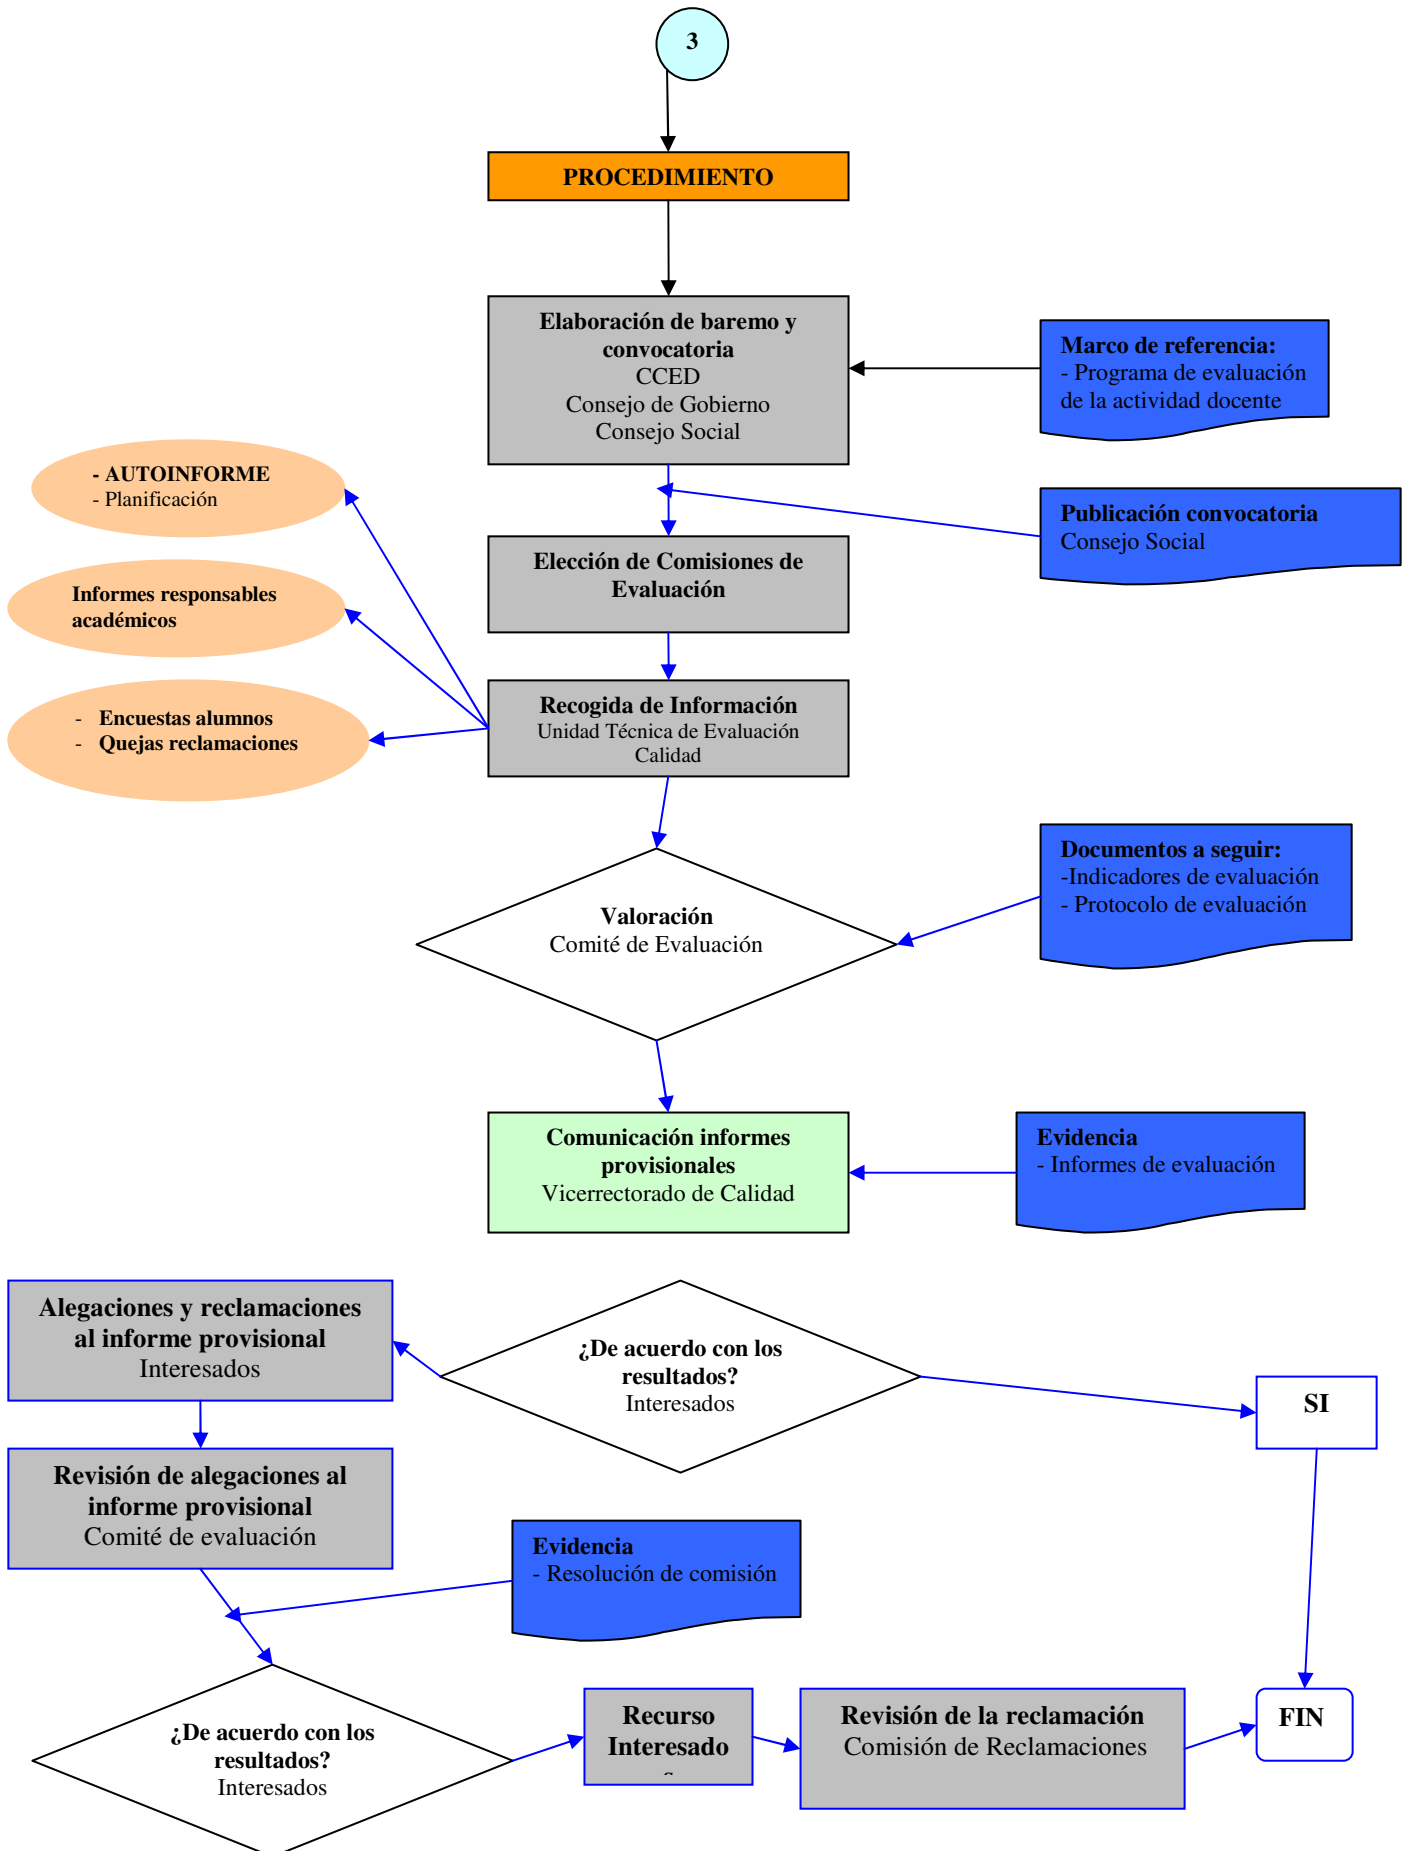 3
PROCEDIMIENTO
Elaboración de baremo y
convocatoria
CCED
Consejo de Gobierno
Consejo Social
Marco de referencia:
- Programa de evaluación
de la actividad docente
- AUTOINFORME
- Planificación
Publicación convocatoria
Consejo Social
Elección de Comisiones de
Evaluación
Informes responsables
académicos
Recogida de Información
Unidad Técnica de Evaluación
Calidad
- Encuestas alumnos
- Quejas reclamaciones
Documentos a seguir:
-Indicadores de evaluación
- Protocolo de evaluación
Valoración
Comité de Evaluación
Comunicación informes
provisionales
Vicerrectorado de Calidad
Evidencia
- Informes de evaluación
Alegaciones y reclamaciones
al informe provisional
Interesados
¿De acuerdo con los
resultados?
Interesados
SI
Revisión de alegaciones al
informe provisional
Comité de evaluación
Evidencia
- Resolución de comisión
¿De acuerdo con los
resultados?
Interesados
Recurso
Interesado
s
Revisión de la reclamación
Comisión de Reclamaciones
FIN